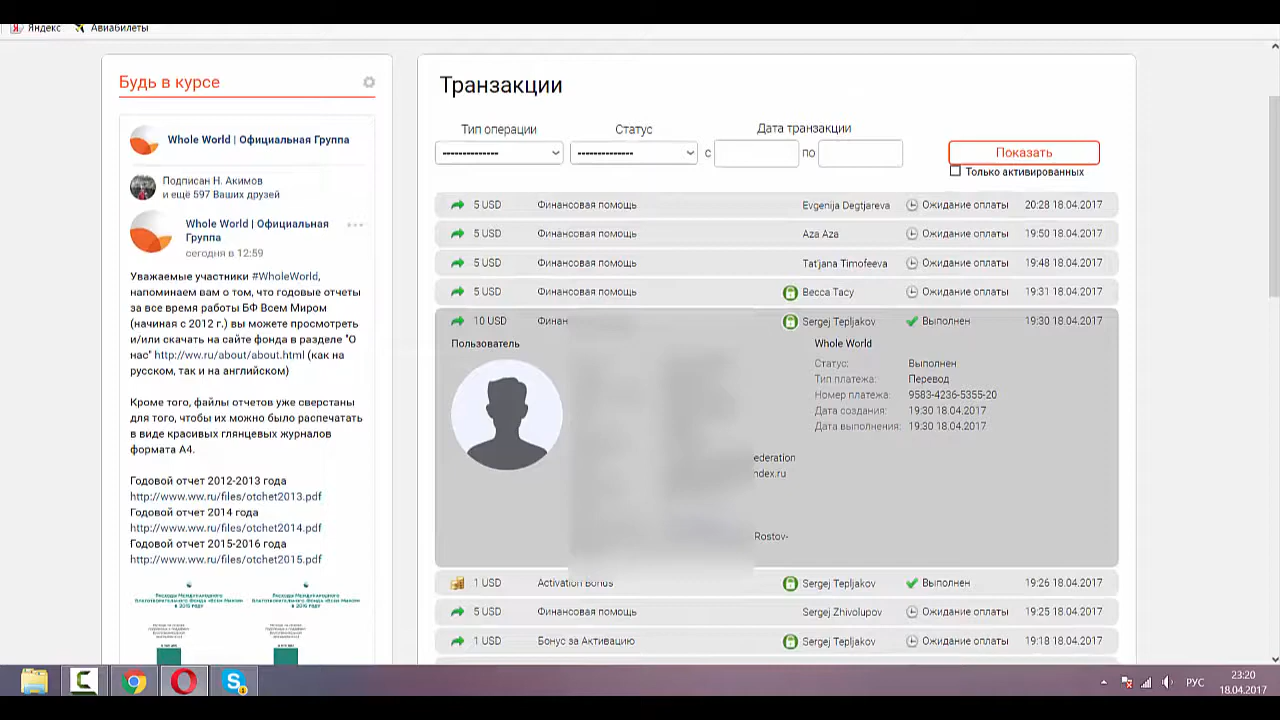 Яндекс
Авиабилеты
Будь в курсе
Whole World | Официальная Группа
Подписан Н. Акимов
и ещё 597 Ваших друзей
Whole World | Официальная
Группа
сегодня в 12:59
Уважаемые участники #WholeWorld,
напоминаем вам о том, что годовые отчеты
за все время работы БФ Всем Миром
(начиная с 2012 г.) вы можете просмотреть
и/или скачать на сайте фонда в разделе "О
нас" http://ww.ru/about/about.html (как на
русском, так и на английском)
Кроме того, файлы отчетов уже сверстаны
для того, чтобы их можно было распечатать
в виде красивых глянцевых журналов
формата А4.
Годовой отчет 2012-2013 года
http://www.ww.ru/files/otchet2013.pdf
Годовой отчет 2014 года
http://www.ww.ru/files/otchet2014.pdf
Годовой отчет 2015-2016 года
http://www.ww.ru/files/otchet2015.pdf
Транзакции
Тип операции
Статус
Дата транзакции
-------------
-------------
с
по
Показать
Только активированных
5 USD Финансовая помощь Evgenija Degtjareva Ожидание оплаты 20:28 18.04.2017
5 USD Финансовая помощь Aza Aza Ожидание оплаты 19:50 18.04.2017
5 USD Финансовая помощь Tat'jana Timofeeva Ожидание оплаты 19:48 18.04.2017
5 USD Финансовая помощь Becca Tacy Ожидание оплаты 19:31 18.04.2017
10 USD Финан Sergej Tepljakov Выполнен 19:30 18.04.2017
Пользователь
Whole World
Статус: Выполнен
Тип платежа: Перевод
Номер платежа: 9583-4236-5355-20
Дата создания: 19:30 18.04.2017
Дата выполнения: 19:30 18.04.2017
ederation
ndex.ru
Rostov-
1 USD Activation Bonus Sergej Tepljakov Выполнен 19:26 18.04.2017
5 USD Финансовая помощь Sergej Zhivolupov Ожидание оплаты 19:25 18.04.2017
1 USD Бонус за Активацию Sergej Tepljakov Ожидание оплаты 19:18 18.04.2017
РУС
23:20
18.04.2017